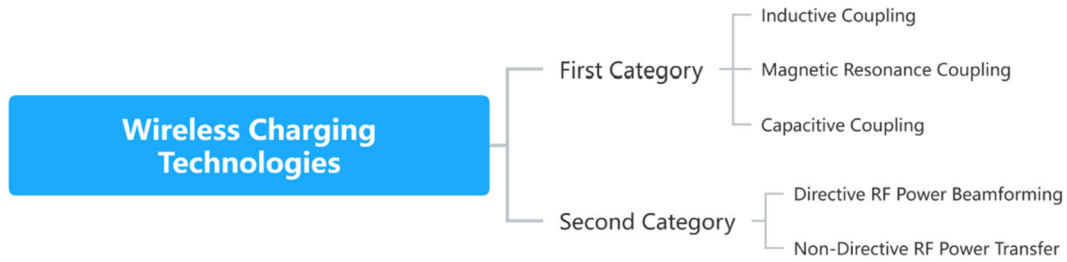 Wireless Charging
Technologies
First Category
Inductive Coupling
Magnetic Resonance Coupling
Capacitive Coupling
Second Category
Directive RF Power Beamforming
Non-Directive RF Power Transfer